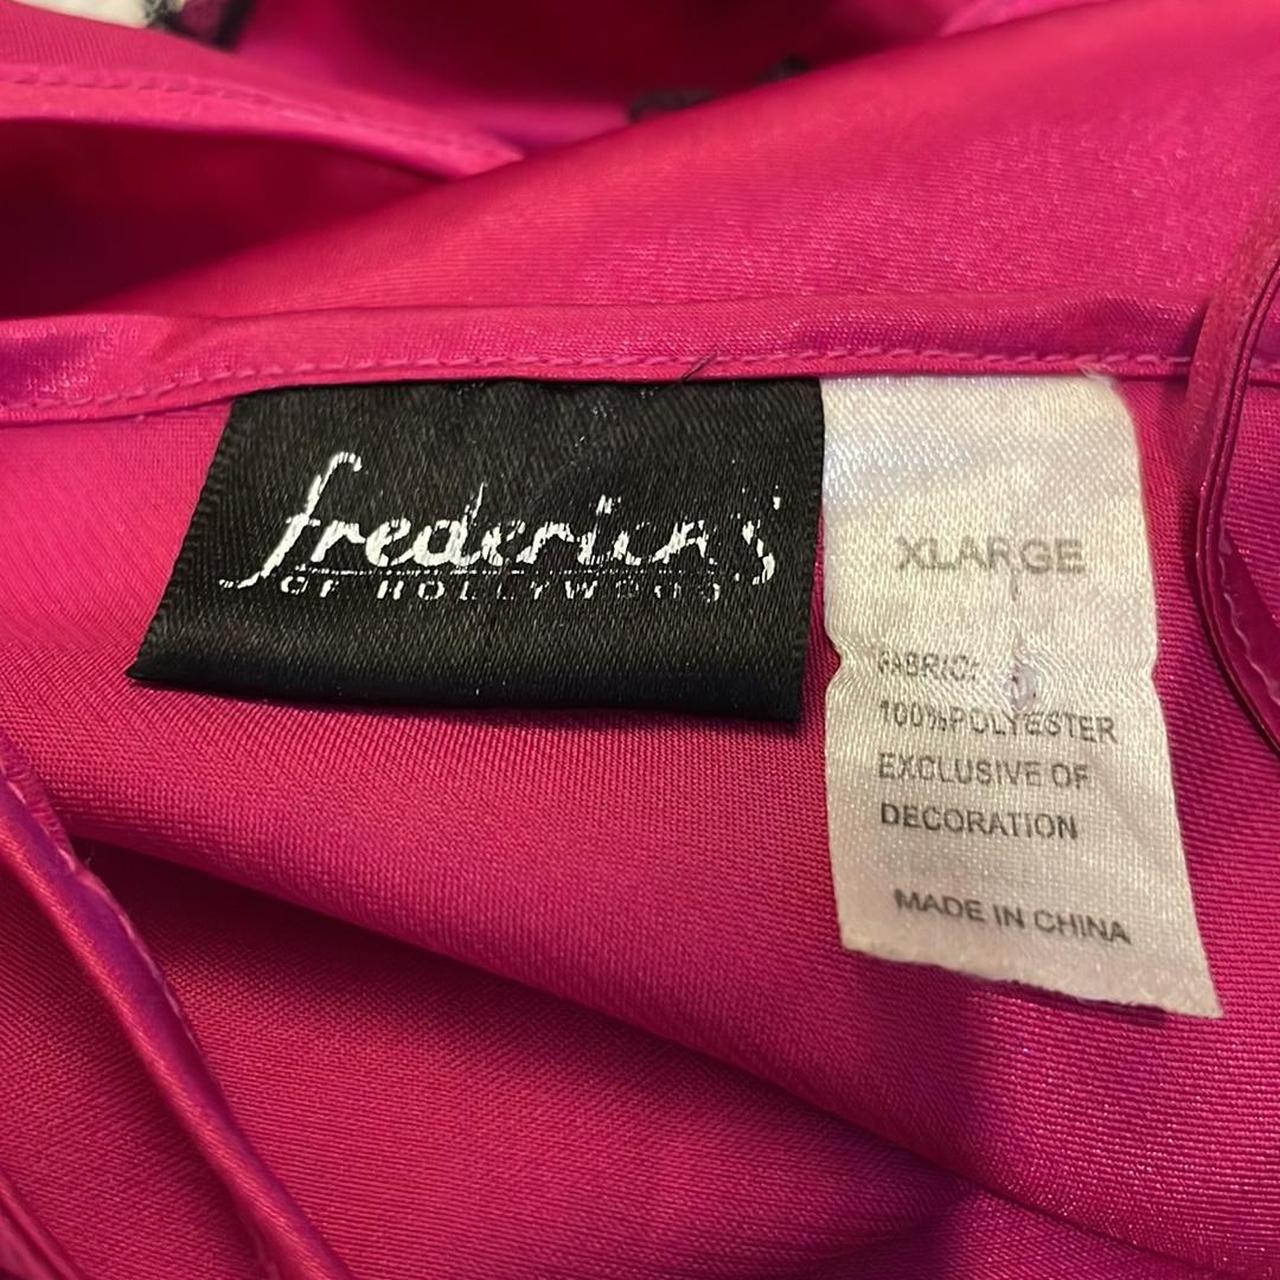 frederick's
OF HOLLYWOOD
XLARGE
FABRIC:
100%POLYESTER
EXCLUSIVE OF
DECORATION
MADE IN CHINA